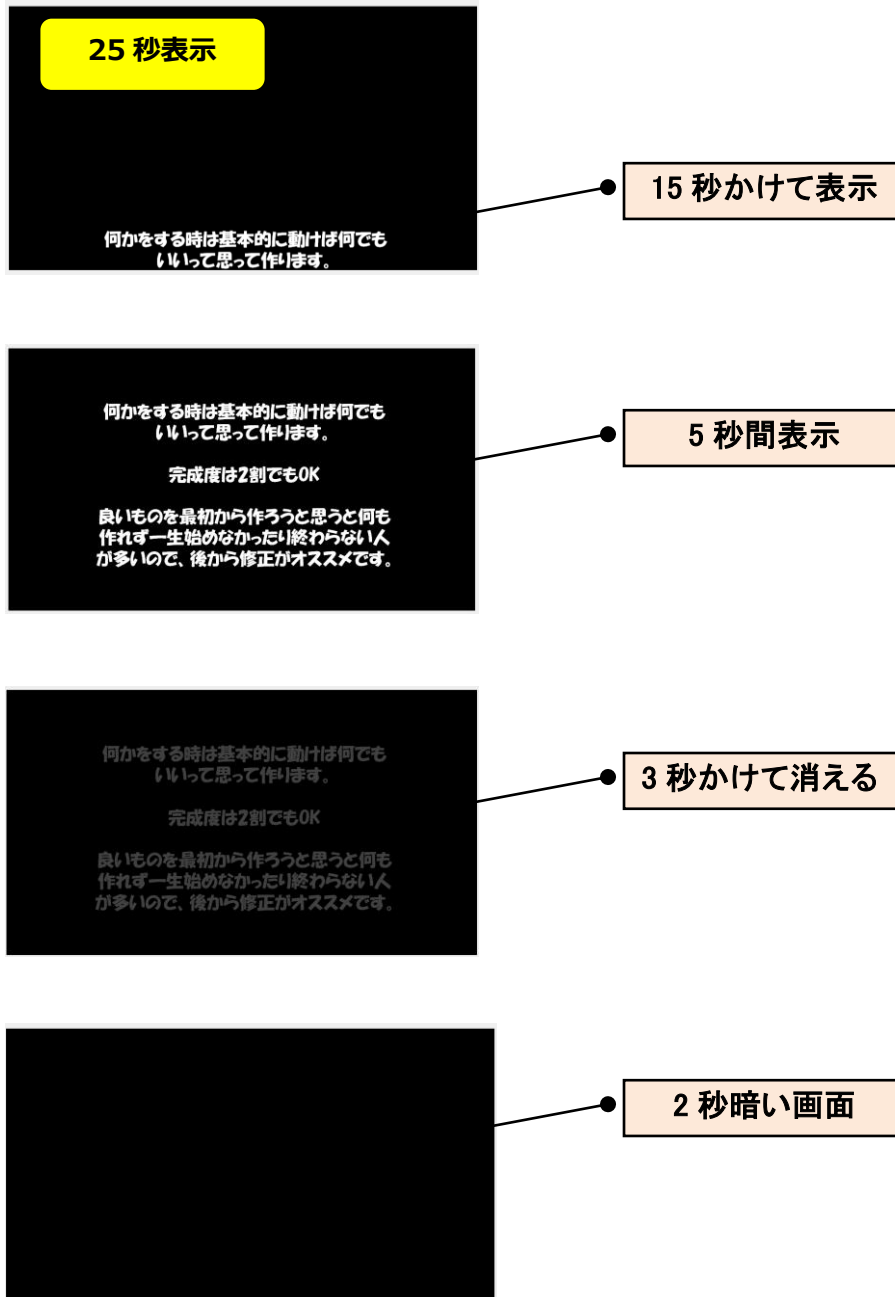 25秒表示
15秒かけて表示
何かをする時は基本的に動けば何でも
いいって思って作ります。
何かをする時は基本的に動けば何でも
いいって思って作ります。
完成度は2割でもOK
良いものを最初から作ろうと思うと何も
作れず一生始めなかったり終わらない人
が多いので、後から修正がオススメです。
5秒間表示
何かをする時は基本的に動けば何でも
いいって思って作ります。
完成度は2割でもOK
良いものを最初から作ろうと思うと何も
作れず一生始めなかったり終わらない人
が多いので、後から修正がオススメです。
3秒かけて消える
2秒暗い画面